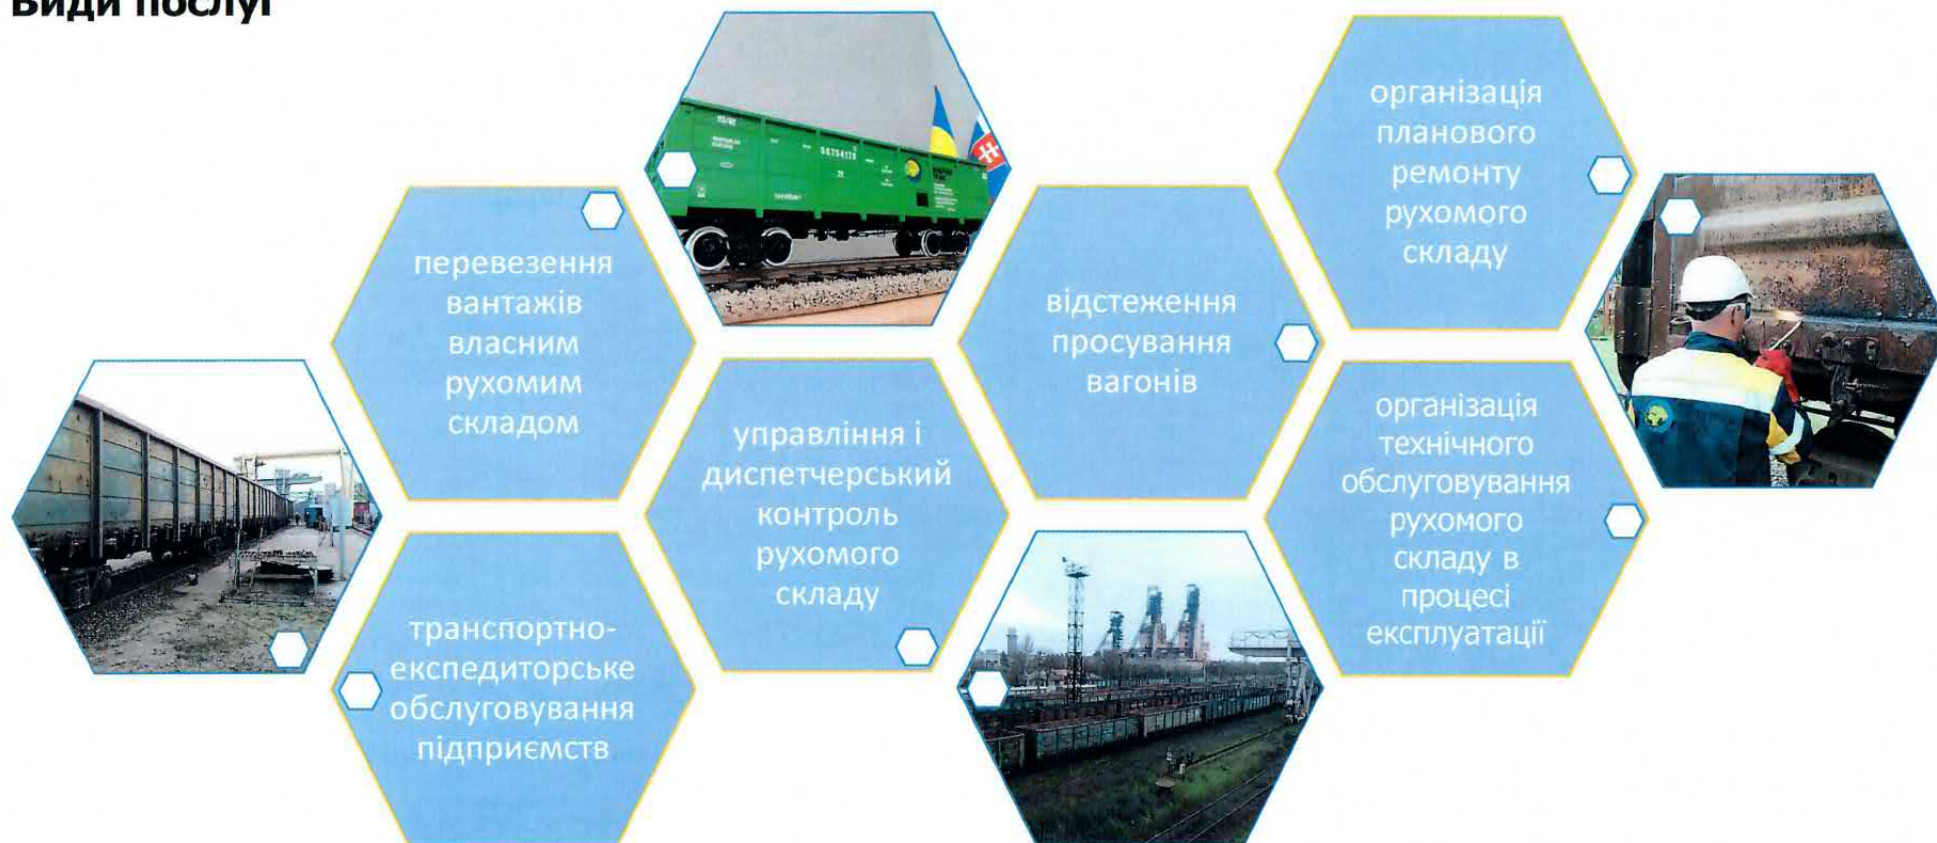 Види послуг
перевезення
вантажів
власним
рухомим
складом
транспортно-
експедиторське
обслуговування
підприємств
управління і
диспетчерський
контроль
рухомого
складу
відстеження
просування
вагонів
організація
планового
ремонту
рухомого
складу
організація
технічного
обслуговування
рухомого
складу в
процесі
експлуатації